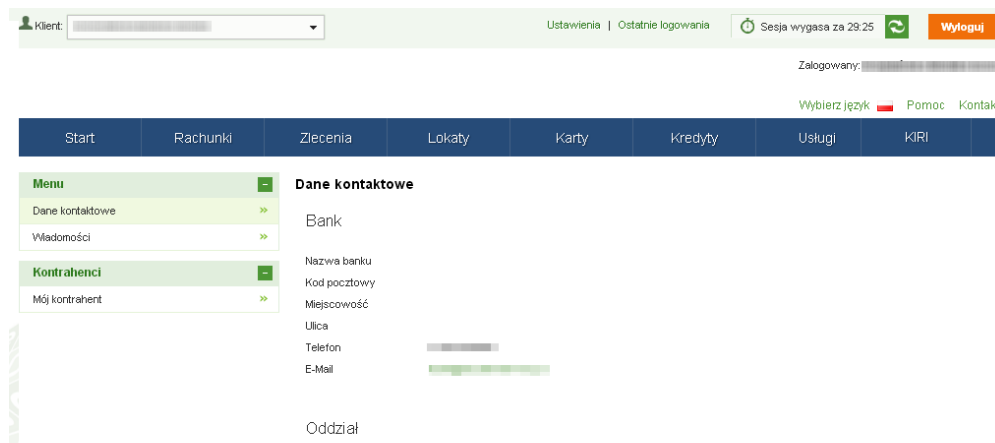 Klient:
Ustawienia | Ostatnie logowania
Sesja wygasa za 29:25
Wyloguj
Zalogowany:
Wybierz język Pomoc Kontak
Start Rachunki Zlecenia Lokaty Karty Kredyty Usługi KIRI
Menu
Dane kontaktowe
Wiadomości
Kontrahenci
Mój kontrahent
Dane kontaktowe
Bank
Nazwa banku
Kod pocztowy
Miejscowość
Ulica
Telefon
E-Mail
Oddział